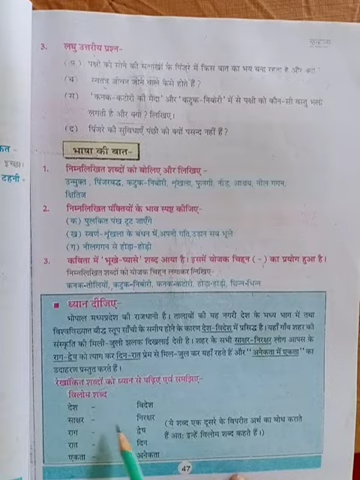 3. लघु उत्तरीय प्रश्न-
(अ) पक्षी को सोने की सलाखों के पिंजरे में किस बात का भय बना रहता है और क्यों
(ब) स्वतंत्र जीवन जीने वाले कैसे होते हैं?
(स) 'कनक-कटोरी की मैदा' और 'कटुक-निबोरी' में से पक्षी को कौन-सी वस्तु भली
लगती है और क्यों? लिखिए।
(द) पिंजरे की सुविधाएँ पंछी को क्यों पसन्द नहीं हैं?
भाषा की बात-
1. निम्नलिखित शब्दों को बोलिए और लिखिए-
उन्मुक्त, पिंजरबद्ध, कटुक-निबोरी, शृंखला, फुनगी, नीड़, आश्रय, नील गगन,
क्षितिज
2. निम्नलिखित पंक्तियों के भाव स्पष्ट कीजिए-
(क) पुलकित पंख टूट जाएँगे
(ख) स्वर्ण-शृंखला के बंधन में अपनी गति, उड़ान सब भूले
(ग) नीलगगन से होड़ा-होड़ी
3. कविता में 'भूखे-प्यासे' शब्द आया है। इसमें योजक चिह्न (-) का प्रयोग हुआ है।
निम्नलिखित शब्दों को योजक चिह्न लगाकर लिखिए-
कनक-तीलियाँ, कटुक-निबोरी, कनक-कटोरी, होड़ा-होड़ी, छिन्न-भिन्न
ध्यान दीजिए-
भोपाल मध्यप्रदेश की राजधानी है। तालाबों की यह नगरी देश के मध्य भाग में तथा
विश्वविख्यात बौद्ध स्तूप साँची के समीप होने के कारण देश-विदेश में प्रसिद्ध है। यहाँ गाँव शहर को
संस्कृति की मिली-जुली झलक दिखलाई देती है। शहर के सभी साक्षर-निरक्षर लोग आपस के
राग-द्वेष को त्याग कर दिन-रात प्रेम से मिल-जुल कर यहाँ रहते हैं और "अनेकता में एकता" का
उदाहरण प्रस्तुत करते हैं।
रेखांकित शब्दों को ध्यान से पढ़िए एवं समझिए-
विलोम शब्द
देश - विदेश
साक्षर - निरक्षर (ये शब्द एक दूसरे के विपरीत अर्थ का बोध कराते
राग - द्वेष हैं अतः इन्हें विलोम शब्द कहते हैं।)
रात - दिन
एकता - अनेकता
47
इच्छा।
टहनी